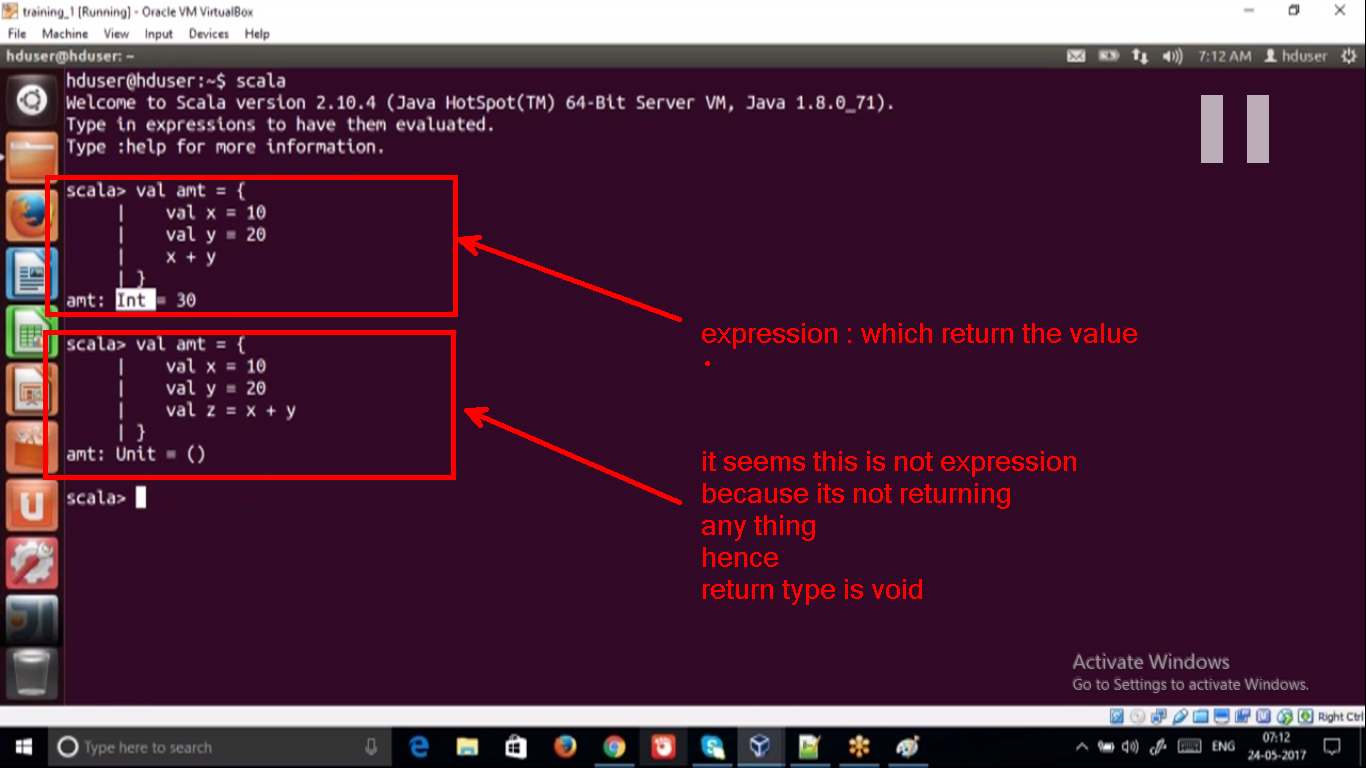 training_1 [Running] - Oracle VM VirtualBox
File Machine View Input Devices Help
hduser@hduser: ~
7:12 AM hduser
hduser@hduser:~$ scala
Welcome to Scala version 2.10.4 (Java HotSpot(TM) 64-Bit Server VM, Java 1.8.0_71).
Type in expressions to have them evaluated.
Type :help for more information.
scala> val amt = {
| val x = 10
| val y = 20
| x + y
| }
amt: Int = 30
expression : which return the value
.
scala> val amt = {
| val x = 10
| val y = 20
| val z = x + y
| }
amt: Unit = ()
it seems this is not expression
because its not returning
any thing
hence
return type is void
scala>
Activate Windows
Go to Settings to activate Windows.
Right Ctrl
Type here to search
ENG
07:12
24-05-2017